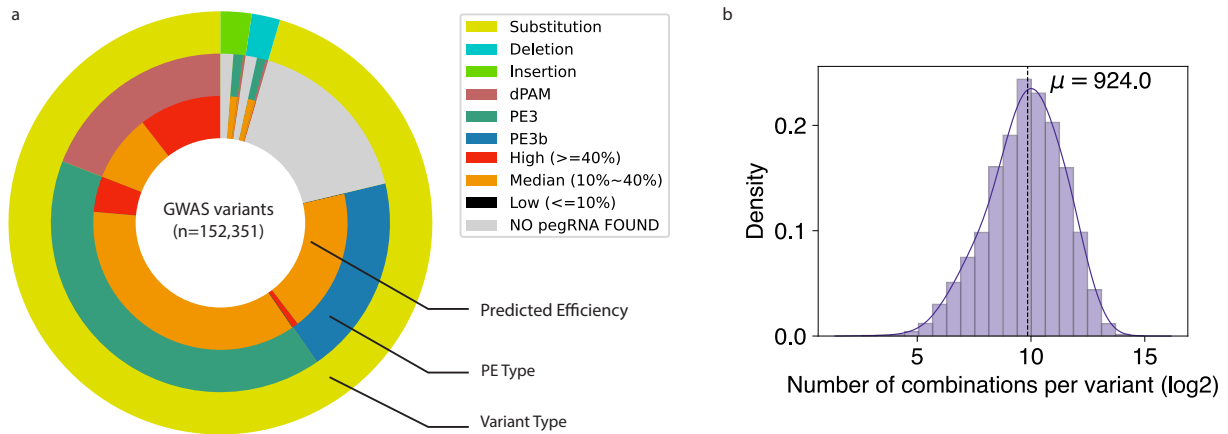 a
GWAS variants
(n=152,351)
Substitution
Deletion
Insertion
dPAM
PE3
PE3b
High (>=40%)
Median (10%~40%)
Low (<=10%)
NO pegRNA FOUND
Predicted Efficiency
PE Type
Variant Type
b
μ = 924.0
Density
0.2
0.1
0.0
5
10
15
Number of combinations per variant (log2)